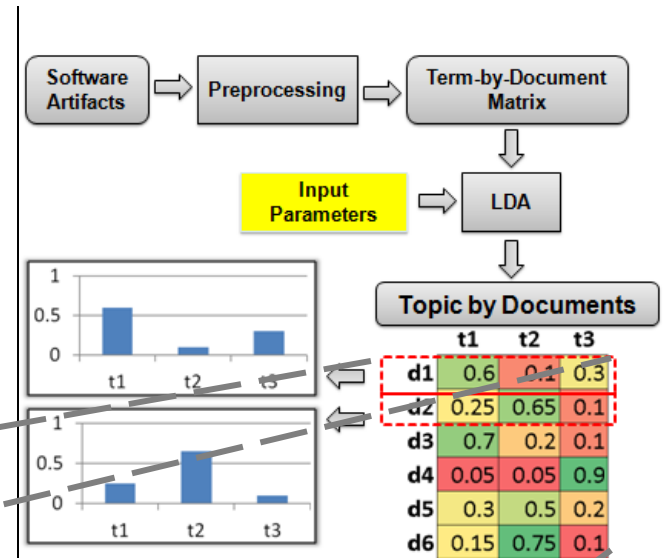 Software
Artifacts
Preprocessing
Term-by-Document
Matrix
Input
Parameters
LDA
Topic by Documents
t1 t2 t3
d1 0.6 0.1 0.3
d2 0.25 0.65 0.1
d3 0.7 0.2 0.1
d4 0.05 0.05 0.9
d5 0.3 0.5 0.2
d6 0.15 0.75 0.1
1
0.5
0
t1 t2 t3
1
0.5
0
t1 t2 t3